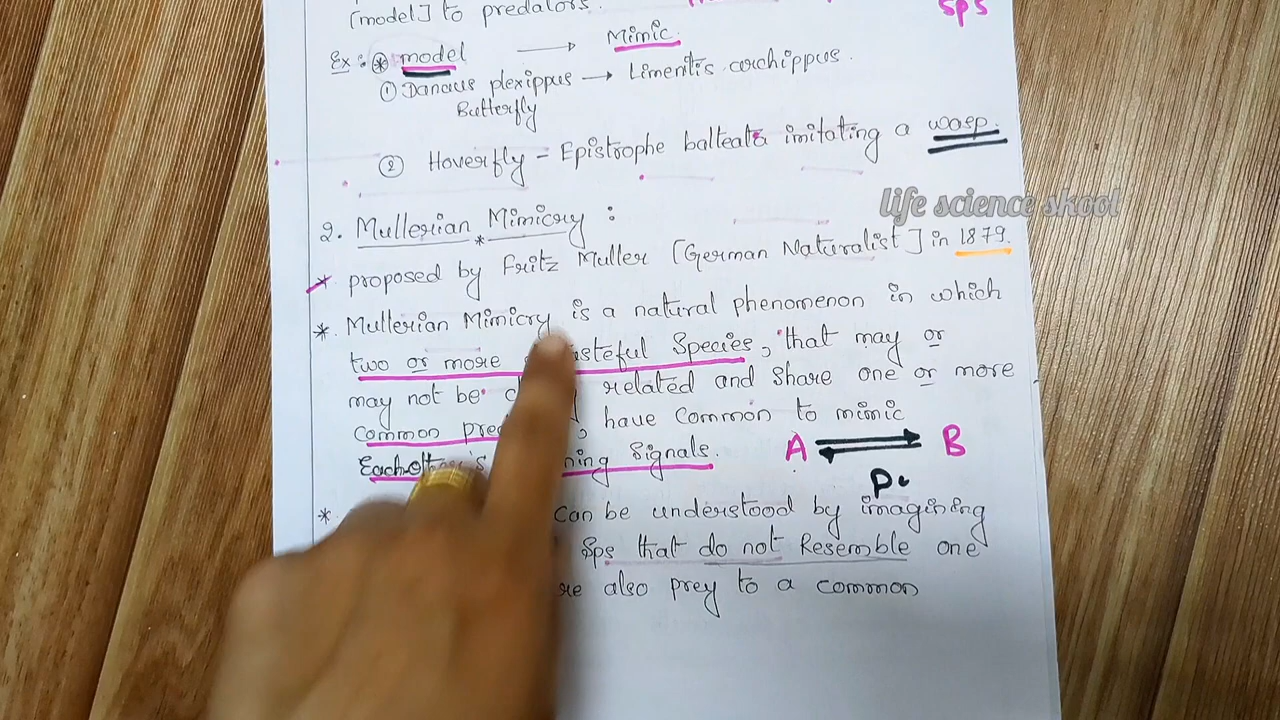 [model] to predators.
sps
Ex: * model → Mimic
① Danaus plexippus → Limenitis archippus.
Butterfly
② Hoverfly - Epistrophe balteata imitating a wasp.
life science skool
2. Mullerian Mimicry :
* proposed by Fritz Muller [German Naturalist] in 1879.
* Mullerian Mimicry is a natural phenomenon in which
two or more species, that may or
may not be related and share one or more
common have common to mimic
Each other's signals.
A B
P.
* can be understood by imagining
sps that do not Resemble one
also prey to a common